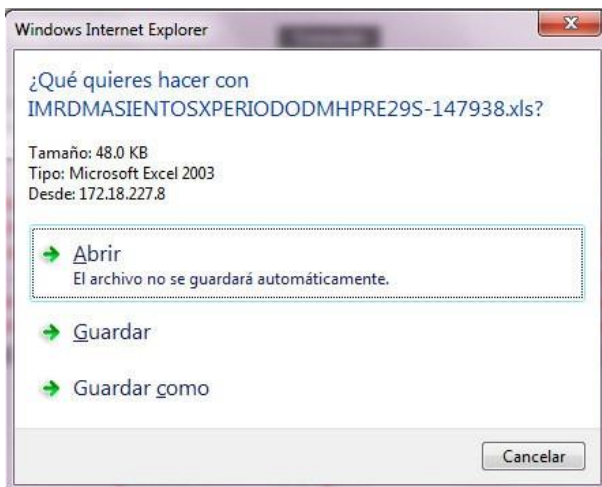 Windows Internet Explorer
¿Qué quieres hacer con
IMRDMASIENTOSXPERIODODMHPRE29S-147938.xls?
Tamaño: 48.0 KB
Tipo: Microsoft Excel 2003
Desde: 172.18.227.8
Abrir
El archivo no se guardará automáticamente.
Guardar
Guardar como
Cancelar